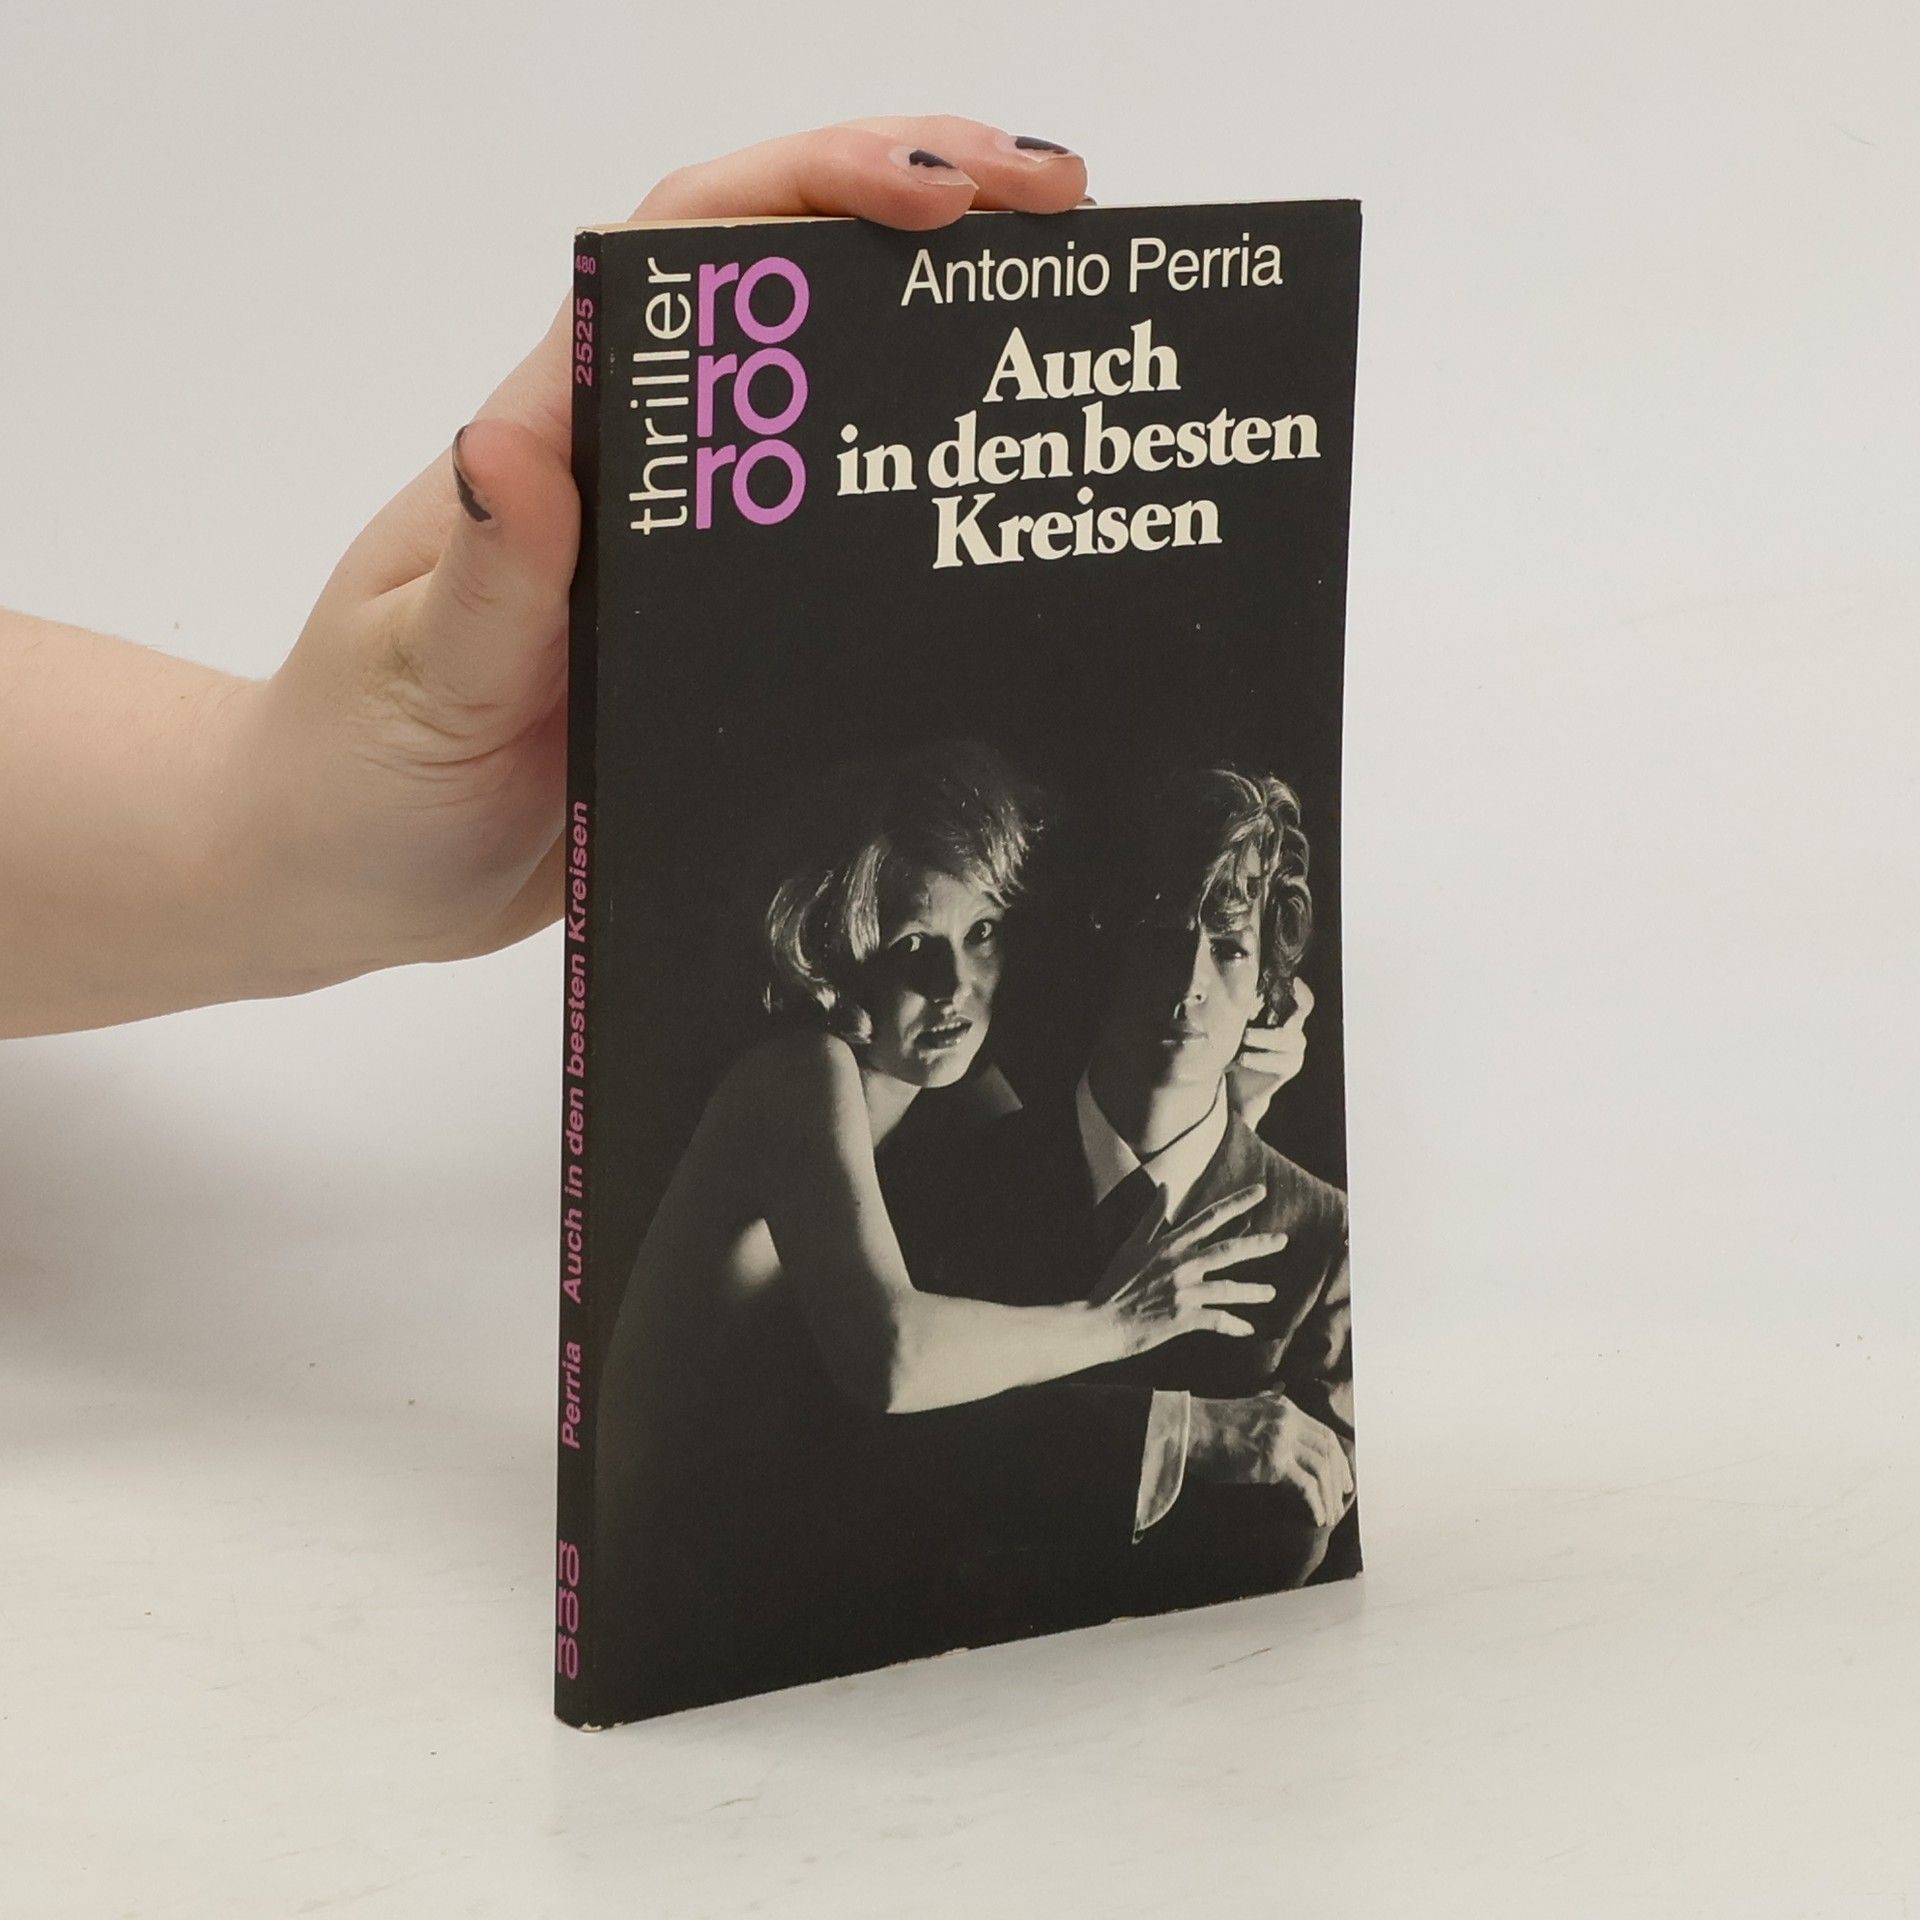 Antonio Perria
Auch
in den besten
Kreisen
thriller
ro
ro
ro
480
2525
Perria Auch in den besten Kreisen
ro
ro
ro